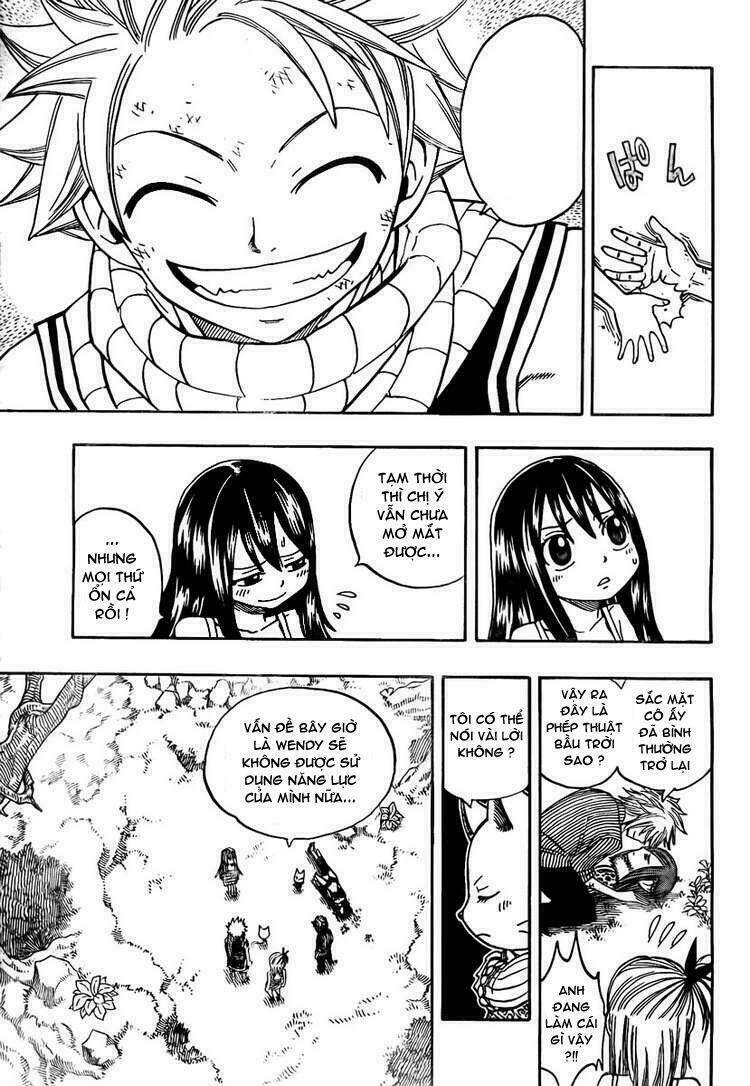 ぱん
TẠM THỜI
THÌ CHỊ Ý
VẪN CHƯA
MỞ MẮT
ĐƯỢC...
...
NHƯNG
MỌI THỨ
ỔN CẢ
RỒI !
SẮC MẶT
CÔ ẤY
ĐÃ BÌNH
THƯỜNG
TRỞ LẠI
VẬY RA
ĐÂY LÀ
PHÉP THUẬT
BẦU TRỜI
SAO ?
ANH
ĐANG
LÀM CÁI
GÌ VẬY
?!!
TÔI CÓ THỂ
NÓI VÀI LỜI
KHÔNG ?
VẤN ĐỀ BÂY GIỜ
LÀ WENDY SẼ
KHÔNG ĐƯỢC SỬ
DỤNG NĂNG LỰC
CỦA MÌNH NỮA...